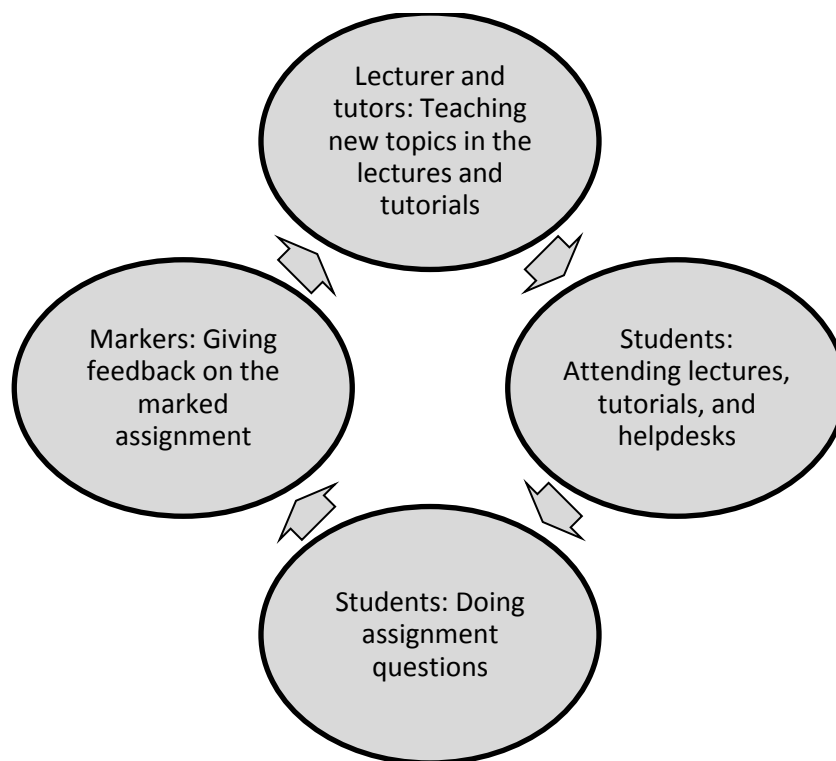 Lecturer and
tutors: Teaching
new topics in the
lectures and
tutorials
Markers: Giving
feedback on the
marked
assignment
Students:
Attending lectures,
tutorials, and
helpdesks
Students: Doing
assignment
questions